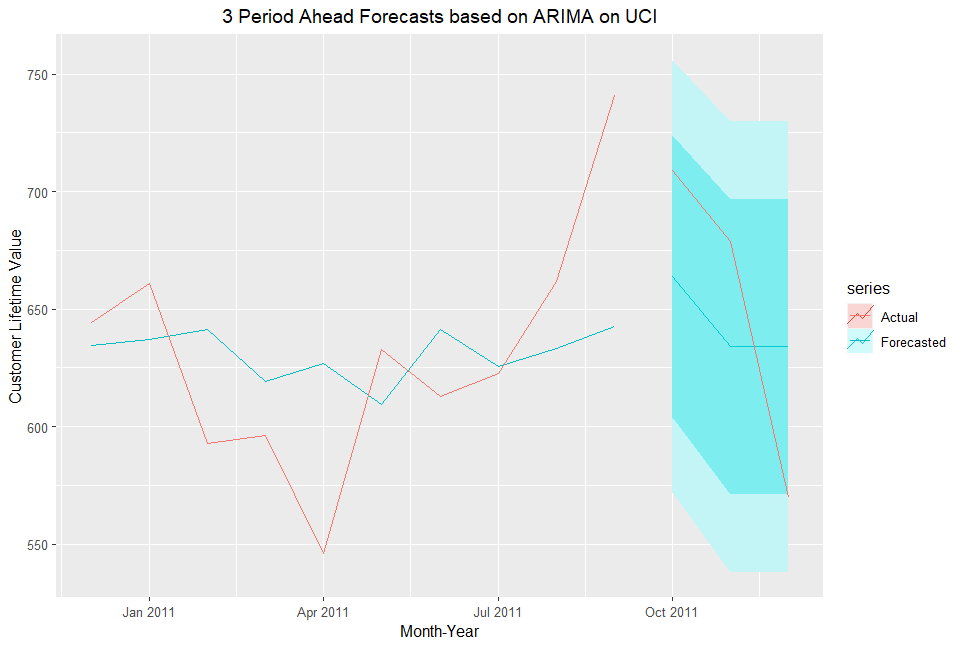 3 Period Ahead Forecasts based on ARIMA on UCI
750
700
650
600
550
Customer Lifetime Value
Jan 2011 Apr 2011 Jul 2011 Oct 2011
Month-Year
series
Actual
Forecasted